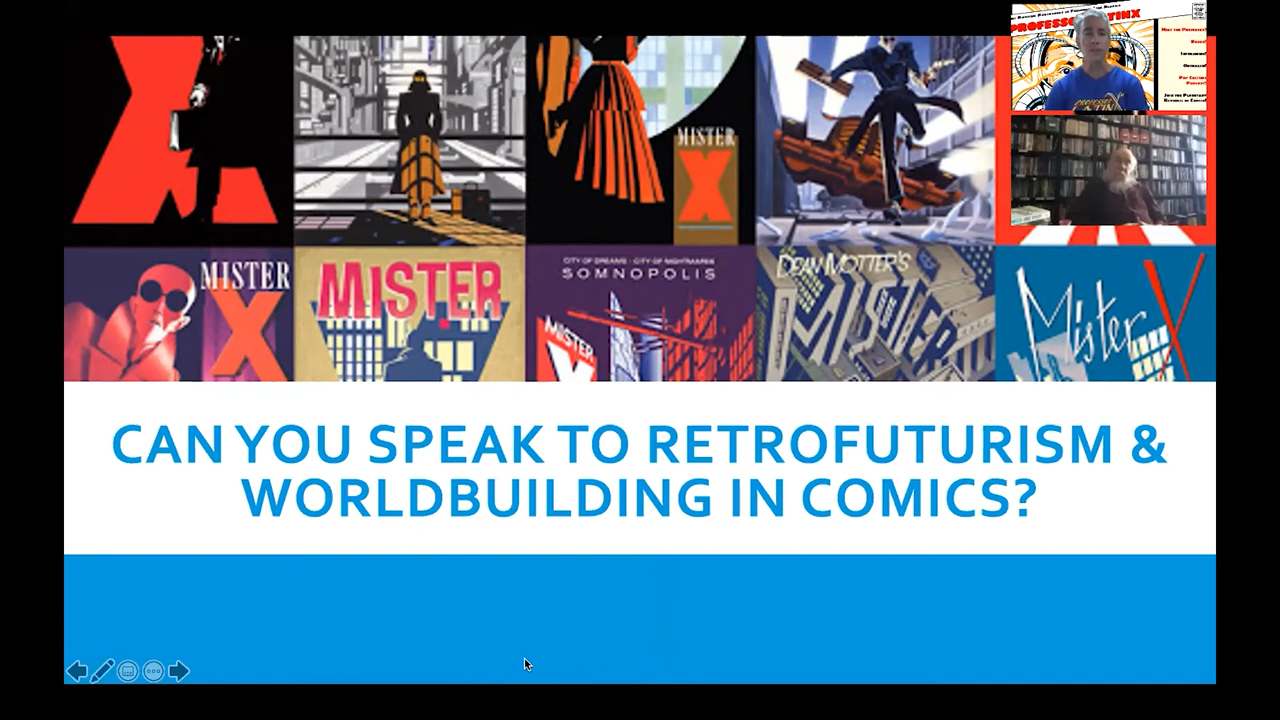 MISTER
X
MISTER
X
MISTER
CITY OF DREAMS · CITY OF NIGHTMARES
SOMNOPOLIS
MISTER
X
DEAN MOTTER'S
MISTER
Mister X
CAN YOU SPEAK TO RETROFUTURISM &
WORLDBUILDING IN COMICS?